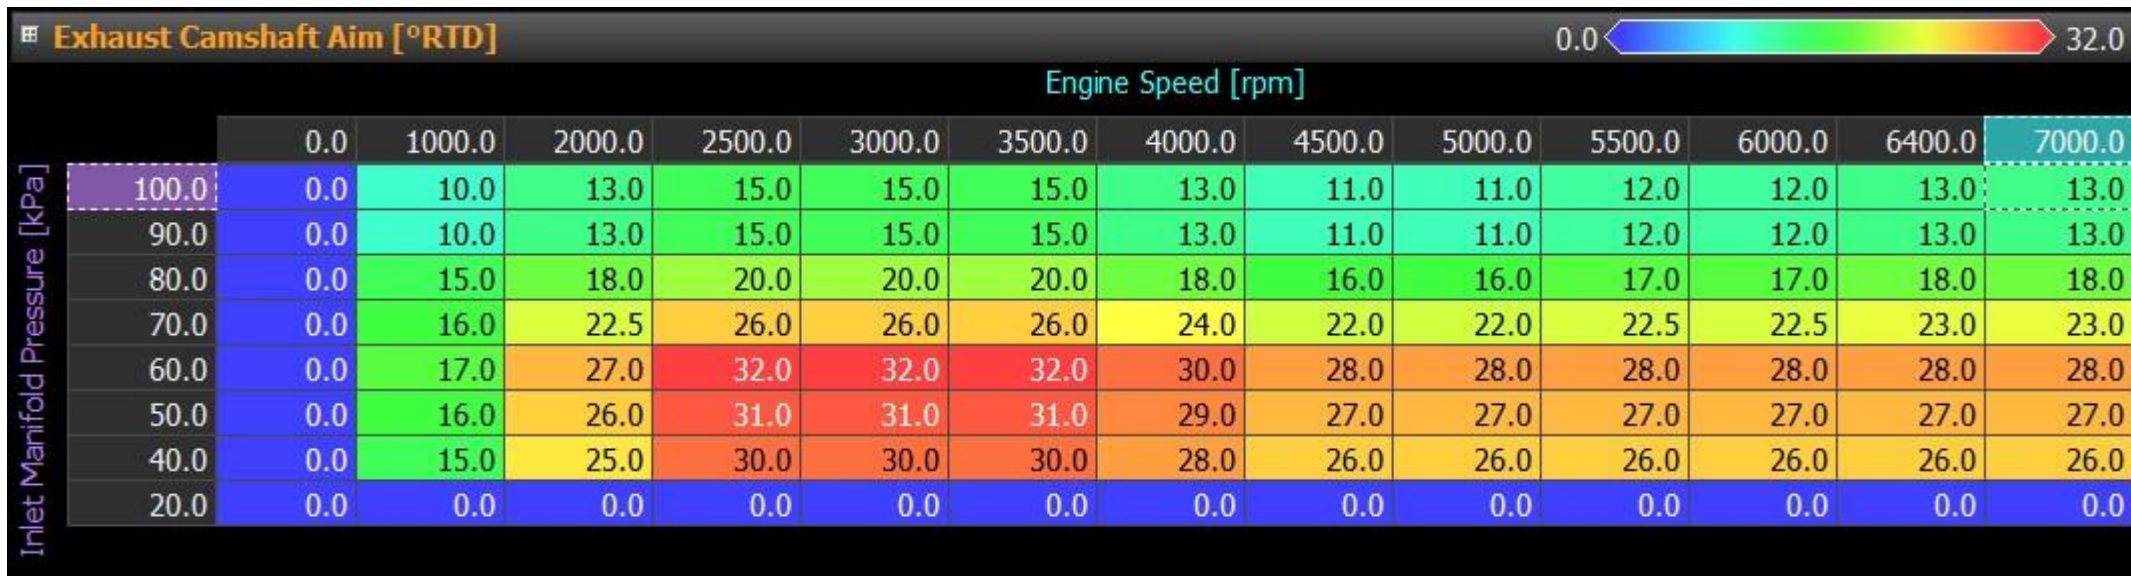 Exhaust Camshaft Aim [°RTD] 0.0 32.0
Engine Speed [rpm]
0.0 1000.0 2000.0 2500.0 3000.0 3500.0 4000.0 4500.0 5000.0 5500.0 6000.0 6400.0 7000.0
Inlet Manifold Pressure [kPa]
100.0 0.0 10.0 13.0 15.0 15.0 15.0 13.0 11.0 11.0 12.0 12.0 13.0 13.0
90.0 0.0 10.0 13.0 15.0 15.0 15.0 13.0 11.0 11.0 12.0 12.0 13.0 13.0
80.0 0.0 15.0 18.0 20.0 20.0 20.0 18.0 16.0 16.0 17.0 17.0 18.0 18.0
70.0 0.0 16.0 22.5 26.0 26.0 26.0 24.0 22.0 22.0 22.5 22.5 23.0 23.0
60.0 0.0 17.0 27.0 32.0 32.0 32.0 30.0 28.0 28.0 28.0 28.0 28.0 28.0
50.0 0.0 16.0 26.0 31.0 31.0 31.0 29.0 27.0 27.0 27.0 27.0 27.0 27.0
40.0 0.0 15.0 25.0 30.0 30.0 30.0 28.0 26.0 26.0 26.0 26.0 26.0 26.0
20.0 0.0 0.0 0.0 0.0 0.0 0.0 0.0 0.0 0.0 0.0 0.0 0.0 0.0